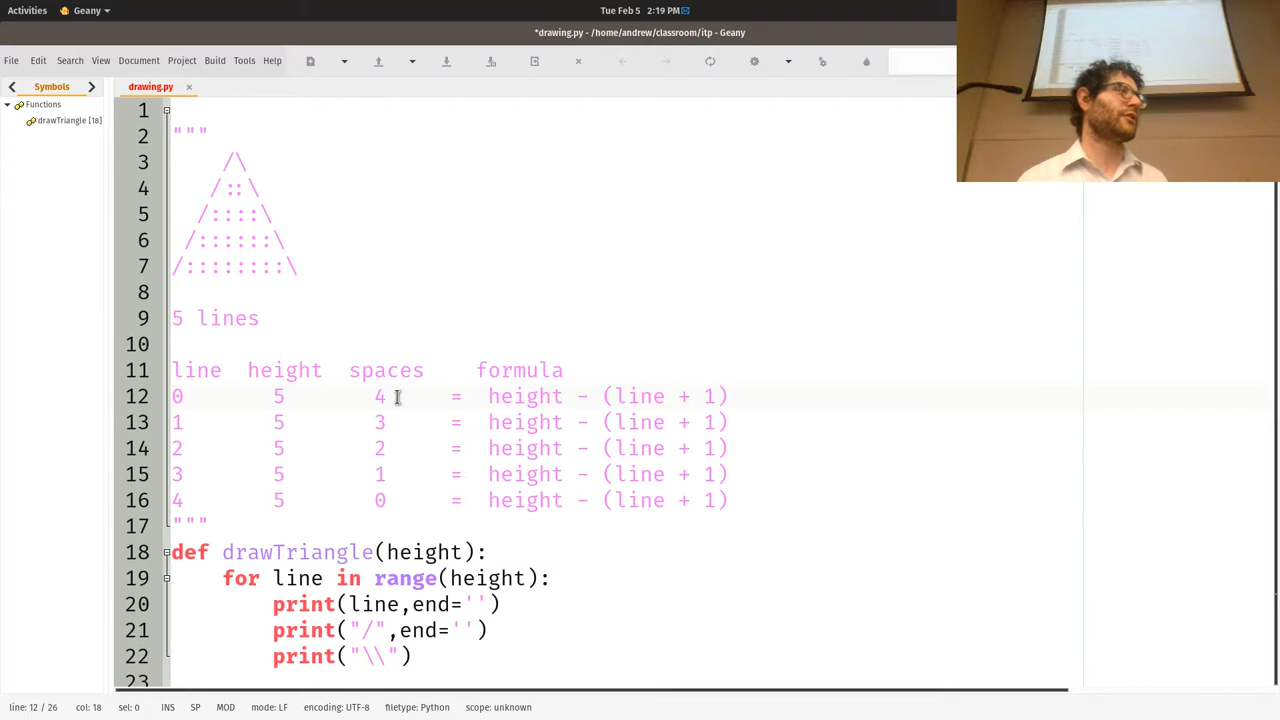 Activities Geany Tue Feb 5 2:19 PM
*drawing.py - /home/andrew/classroom/itp - Geany
File Edit Search View Document Project Build Tools Help
Symbols drawing.py
Functions
drawTriangle [18]
1
2 """
3      /\
4     /::\
5    /::::\
6   /::::::\
7  /::::::::\
8
9 5 lines
10
11 line height spaces formula
12 0 5 4 = height - (line + 1)
13 1 5 3 = height - (line + 1)
14 2 5 2 = height - (line + 1)
15 3 5 1 = height - (line + 1)
16 4 5 0 = height - (line + 1)
17 """
18 def drawTriangle(height):
19     for line in range(height):
20         print(line,end='')
21         print("/",end='')
22         print("\\")
23
line: 12 / 26 col: 18 sel: 0 INS SP MOD mode: LF encoding: UTF-8 filetype: Python scope: unknown